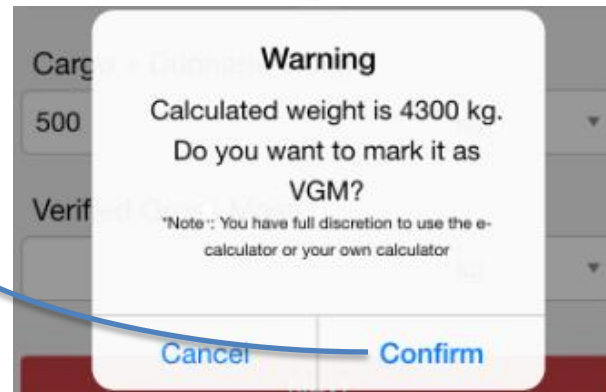 Warning
Carg
Calculated weight is 4300 kg.
500
Do you want to mark it as
VGM?
Verif
*Note : You have full discretion to use the e-
calculator or your own calculator
kg
Cancel
Confirm